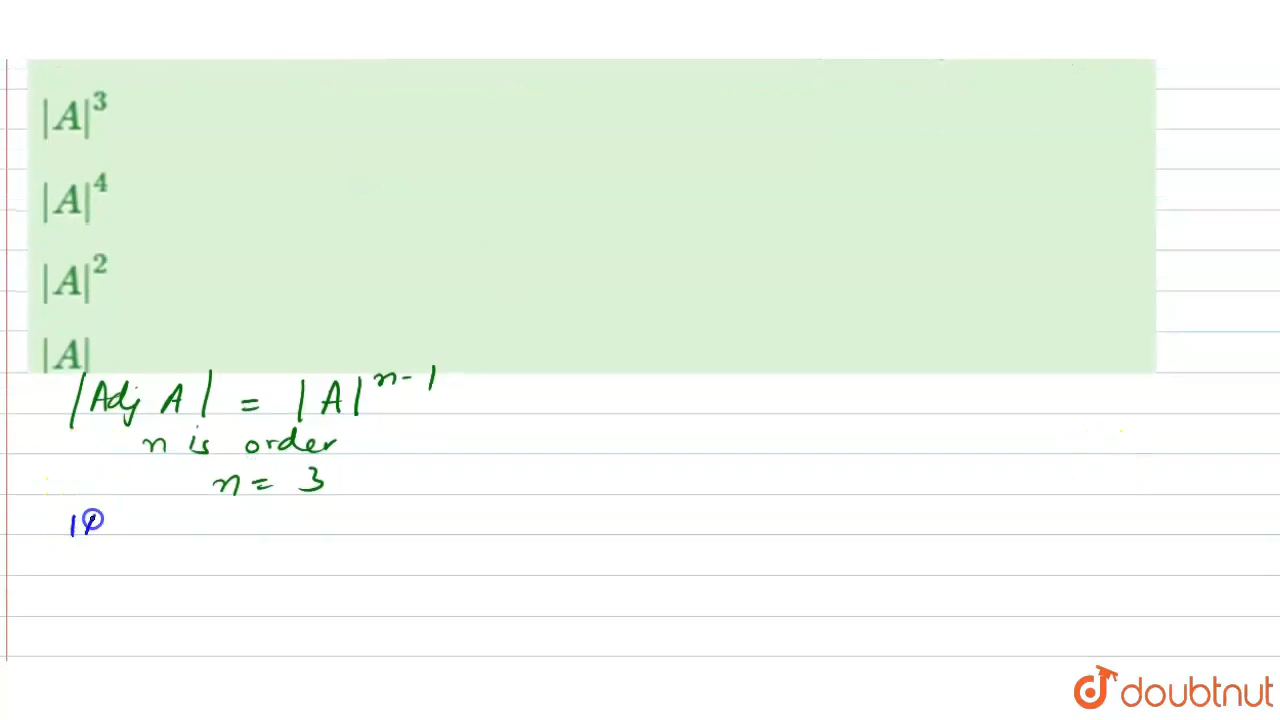 |A|³
|A|⁴
|A|²
|A|
|Adj A| = |A|ⁿ⁻¹
n is order
n = 3
doubtnut